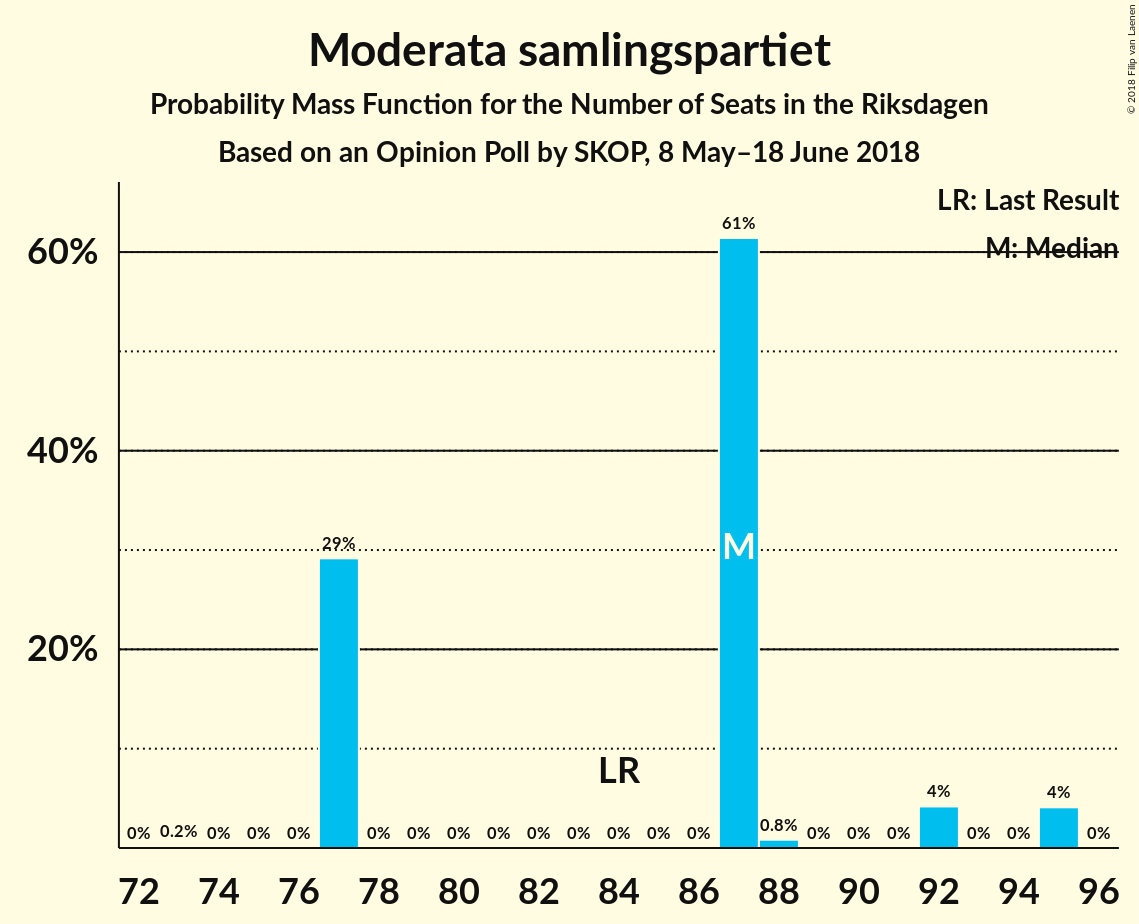 Moderata samlingspartiet
Probability Mass Function for the Number of Seats in the Riksdagen
Based on an Opinion Poll by SKOP, 8 May–18 June 2018
© 2018 Filip van Laenen
LR: Last Result
M: Median
60%
40%
20%
0% 0.2% 0% 0% 0% 29% 0% 0% 0% 0% 0% 0% 0% 0% 0% 61% 0.8% 0% 0% 0% 4% 0% 0% 4% 0%
M
LR
72 74 76 78 80 82 84 86 88 90 92 94 96